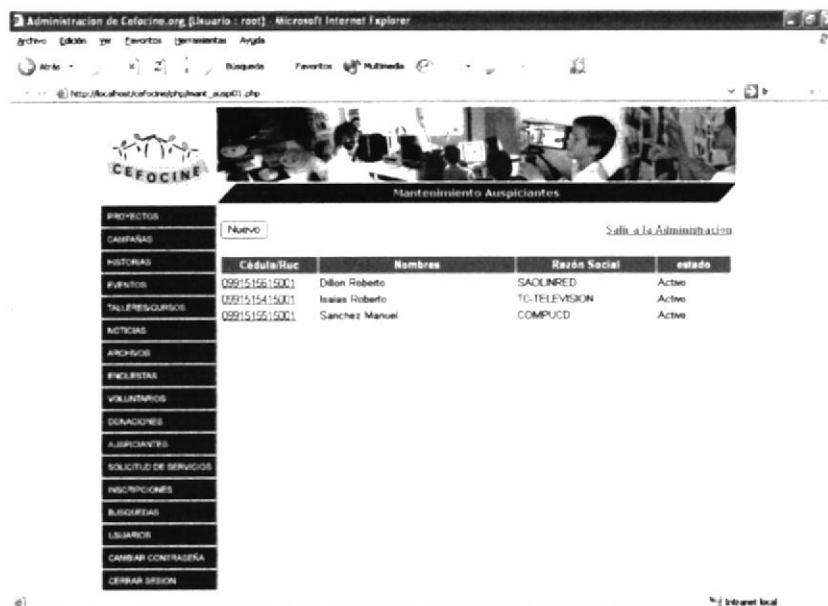 Administracion de Cefocine.org (Usuario : root) - Microsoft Internet Explorer
Archivo Edición Ver Favoritos Herramientas Ayuda
Atrás Búsqueda Favoritos Multimedia
http://localhost/cefocine/php/mant_auspi01.php
CEFOCINE
Mantenimiento Auspiciantes
PROYECTOS
CAMPAÑAS
HISTORIAS
EVENTOS
TALLERES/CURSOS
NOTICIAS
ARCHIVOS
ENCUESTAS
VOLUNTARIOS
DONACIONES
AUSPICIANTES
SOLICITUD DE SERVICIOS
INSCRIPCIONES
BUSQUEDAS
USUARIOS
CAMBIAR CONTRASEÑA
CERRAR SESION
Nuevo Salir a la Administracion
Cédula/Ruc Nombres Razón Social estado
0991515615001 Dillon Roberto SAOLINRED Activo
0991515415001 Isaias Roberto TC-TELEVISION Activo
0991515515001 Sanchez Manuel COMPUCD Activo
Intranet local